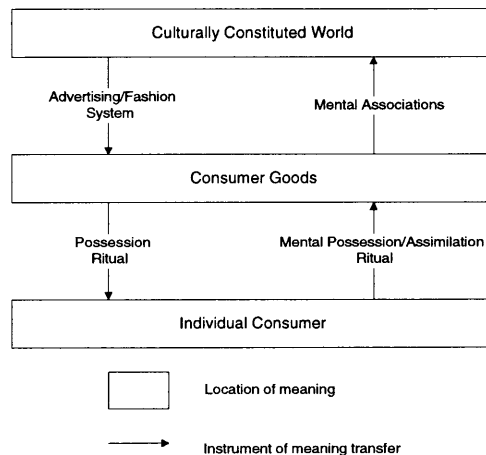 Culturally Constituted World
Advertising/Fashion
System
Mental Associations
Consumer Goods
Possession
Ritual
Mental Possession/Assimilation
Ritual
Individual Consumer
Location of meaning
Instrument of meaning transfer